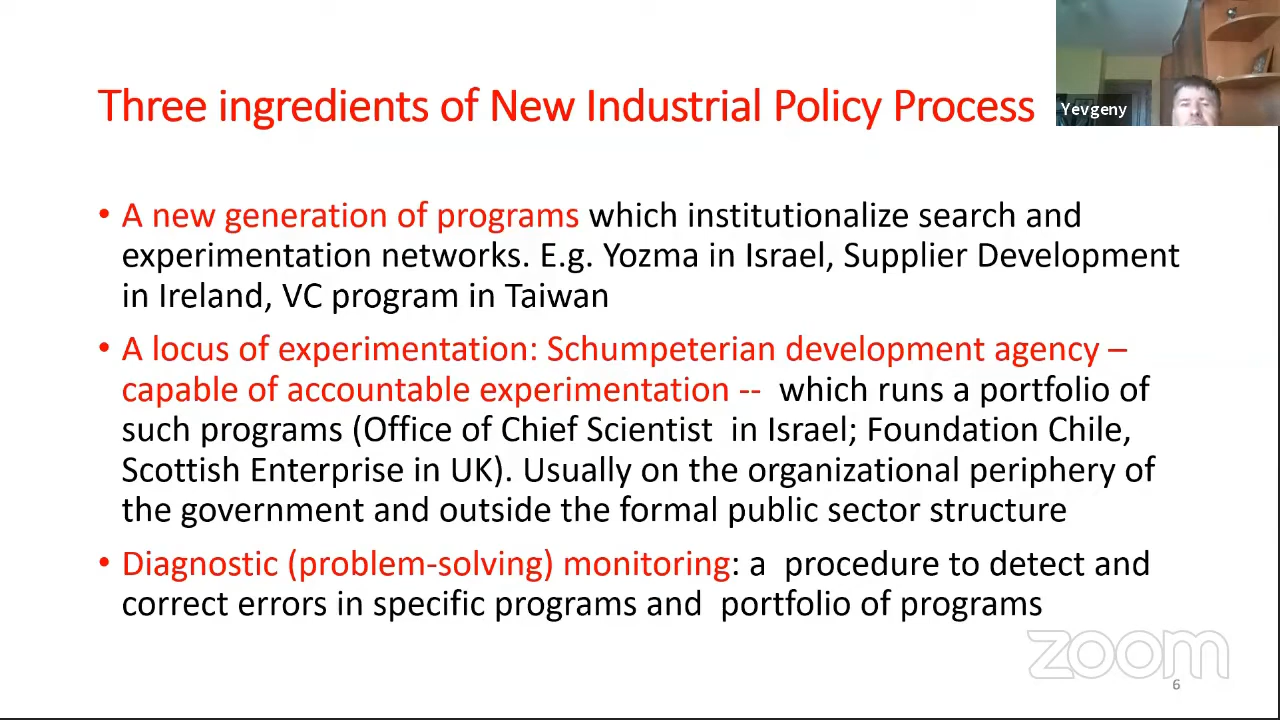 Three ingredients of New Industrial Policy Process
Yevgeny
• A new generation of programs which institutionalize search and
experimentation networks. E.g. Yozma in Israel, Supplier Development
in Ireland, VC program in Taiwan
• A locus of experimentation: Schumpeterian development agency –
capable of accountable experimentation -- which runs a portfolio of
such programs (Office of Chief Scientist in Israel; Foundation Chile,
Scottish Enterprise in UK). Usually on the organizational periphery of
the government and outside the formal public sector structure
• Diagnostic (problem-solving) monitoring: a procedure to detect and
correct errors in specific programs and portfolio of programs
zoom
6